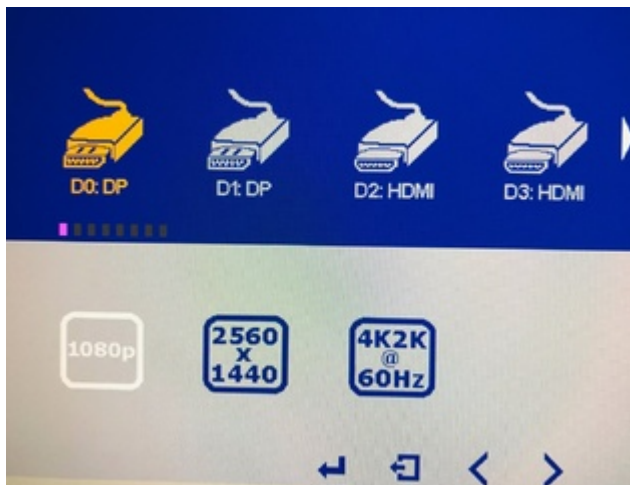 D0: DP
D1: DP
D2: HDMI
D3: HDMI
1080p
2560
X
1440
4K2K
@
60Hz